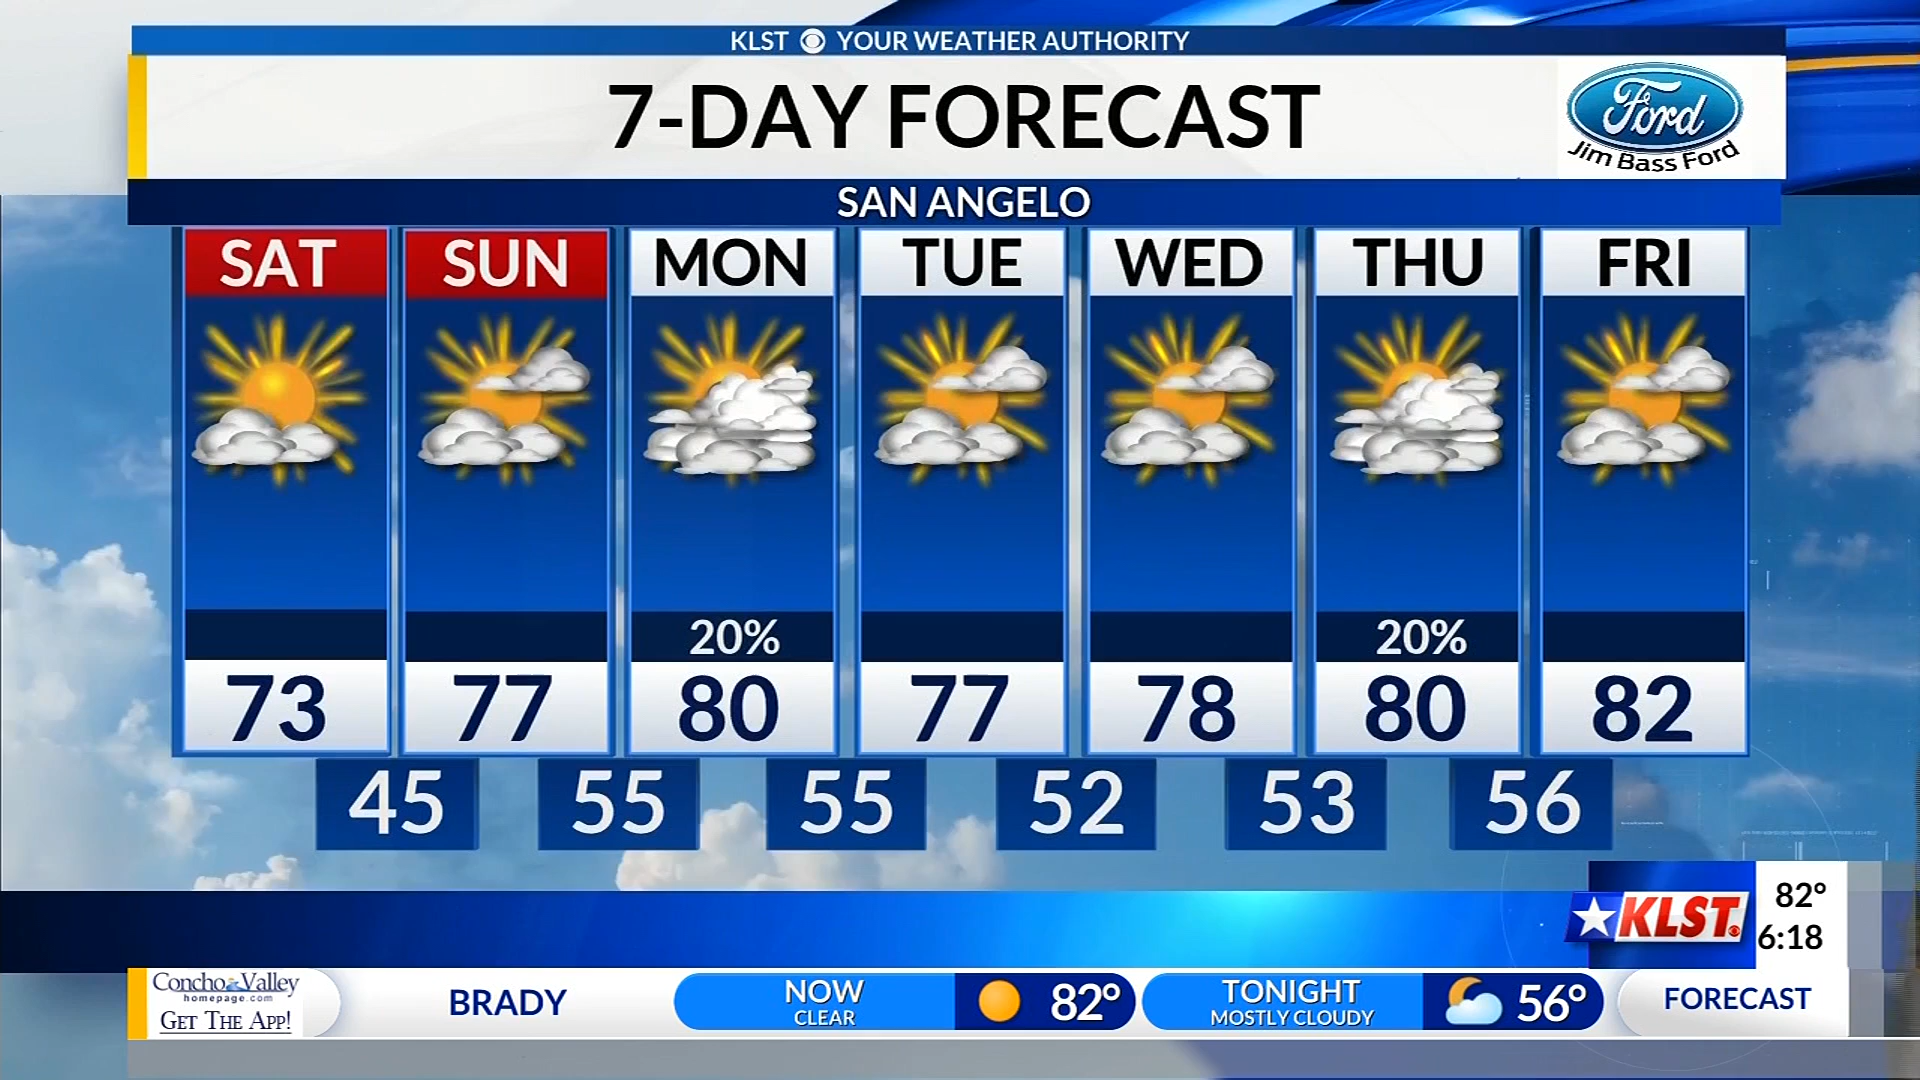 KLST YOUR WEATHER AUTHORITY
7-DAY FORECAST
Ford
Jim Bass Ford
SAN ANGELO
SAT SUN MON TUE WED THU FRI
20% 20%
73 77 80 77 78 80 82
45 55 55 52 53 56
KLST
82°
6:18
Concho Valley
homepage.com
GET THE APP!
BRADY
NOW
CLEAR
82°
TONIGHT
MOSTLY CLOUDY
56°
FORECAST